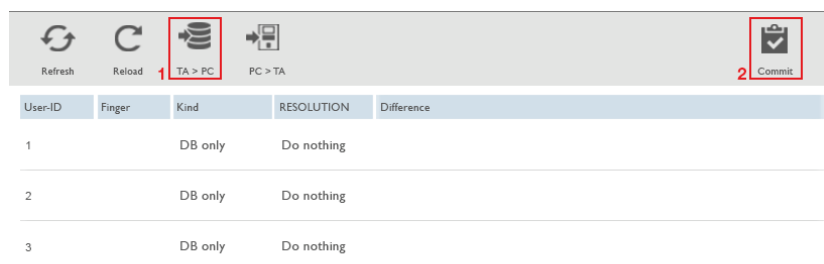 Refresh Reload 1 TA > PC PC > TA 2 Commit
User-ID Finger Kind RESOLUTION Difference
1 DB only Do nothing
2 DB only Do nothing
3 DB only Do nothing